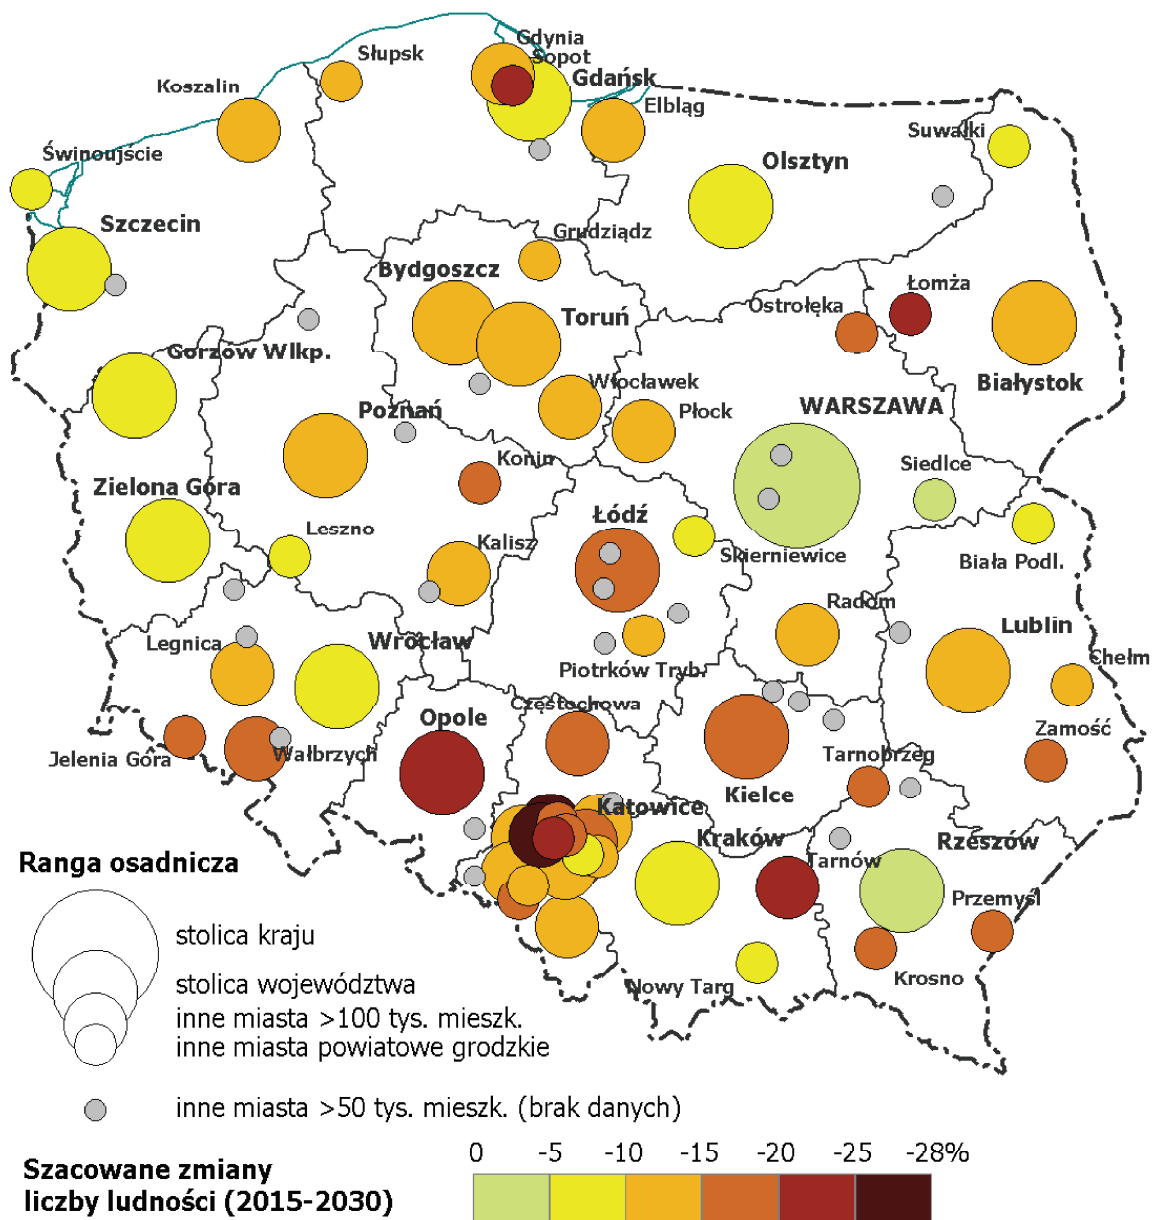 Gdynia
Słupsk
Sopot
Gdańsk
Koszalin
Elbląg
Suwałki
Świnoujście
Olsztyn
Szczecin
Grudziądz
Bydgoszcz
Łomża
Ostrołęka
Toruń
Gorzów Wlkp.
Włocławek
Białystok
Poznań
Płock
WARSZAWA
Konin
Siedlce
Zielona Góra
Łódź
Leszno
Kalisz
Skierniewice
Biała Podl.
Radom
Legnica
Wrocław
Lublin
Piotrków Tryb.
Chełm
Częstochowa
Opole
Zamość
Jelenia Góra
Wałbrzych
Tarnobrzeg
Kielce
Katowice
Kraków
Rzeszów
Tarnów
Przemyśl
Krosno
Nowy Targ
Ranga osadnicza
stolica kraju
stolica województwa
inne miasta >100 tys. mieszk.
inne miasta powiatowe grodzkie
inne miasta >50 tys. mieszk. (brak danych)
0 -5 -10 -15 -20 -25 -28%
Szacowane zmiany
liczby ludności (2015-2030)